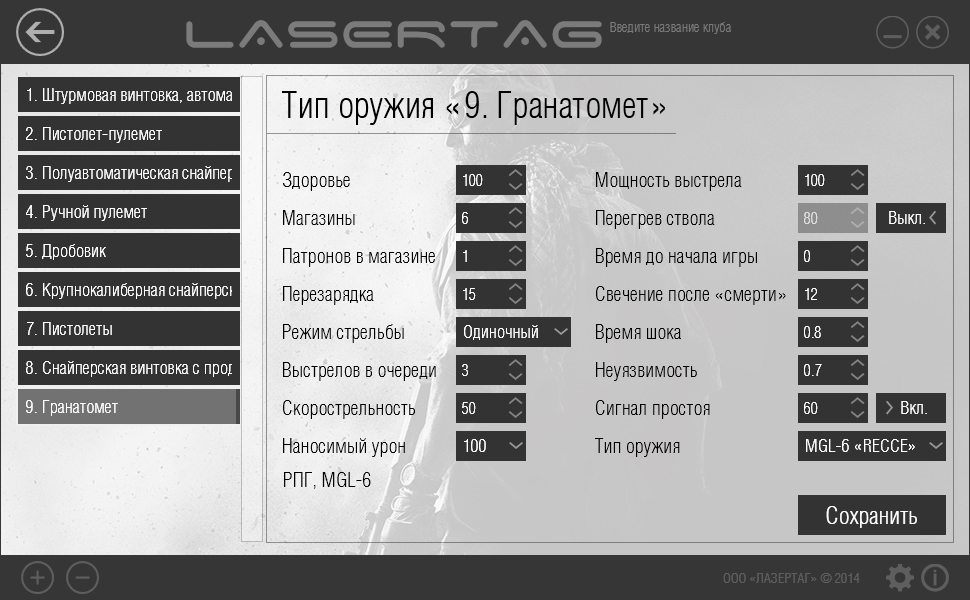 LASERTAG
Введите название клуба
1. Штурмовая винтовка, автома
2. Пистолет-пулемет
3. Полуавтоматическая снайпер
4. Ручной пулемет
5. Дробовик
6. Крупнокалиберная снайперск
7. Пистолеты
8. Снайперская винтовка с прод
9. Гранатомет
Тип оружия «9. Гранатомет»
Здоровье 100
Магазины 6
Патронов в магазине 1
Перезарядка 15
Режим стрельбы Одиночный
Выстрелов в очереди 3
Скорострельность 50
Наносимый урон 100
РПГ, MGL-6
Мощность выстрела 100
Перегрев ствола 80 Выкл.
Время до начала игры 0
Свечение после «смерти» 12
Время шока 0.8
Неуязвимость 0.7
Сигнал простоя 60 Вкл.
Тип оружия MGL-6 «RECCE»
Сохранить
ООО «ЛАЗЕРТАГ» © 2014